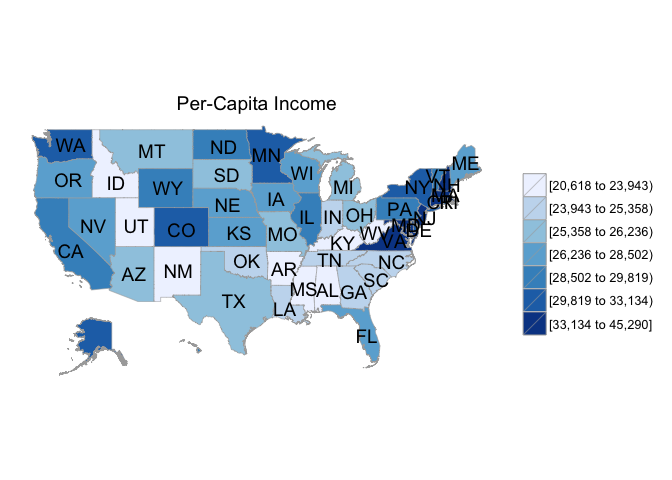 Per-Capita Income
WA
MT
ND
MN
ME
OR
ID
WY
SD
WI
MI
VT
NH
NY
MA
CT
RI
NV
UT
CO
NE
IA
IL
IN
OH
PA
NJ
CA
KS
MO
KY
WV
VA
MD
DE
AZ
NM
OK
AR
TN
NC
TX
LA
MS
AL
GA
SC
FL
[20,618 to 23,943)
[23,943 to 25,358)
[25,358 to 26,236)
[26,236 to 28,502)
[28,502 to 29,819)
[29,819 to 33,134)
[33,134 to 45,290]